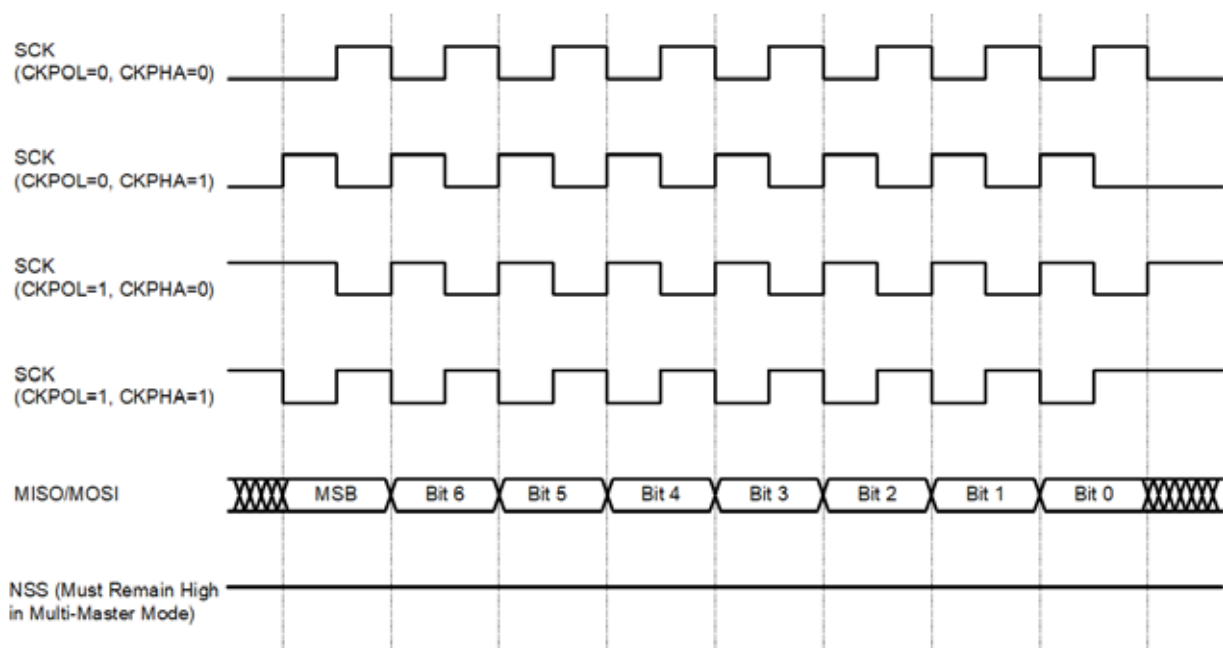 SCK
(CKPOL=0, CKPHA=0)
SCK
(CKPOL=0, CKPHA=1)
SCK
(CKPOL=1, CKPHA=0)
SCK
(CKPOL=1, CKPHA=1)
MISO/MOSI MSB Bit 6 Bit 5 Bit 4 Bit 3 Bit 2 Bit 1 Bit 0
NSS (Must Remain High
in Multi-Master Mode)